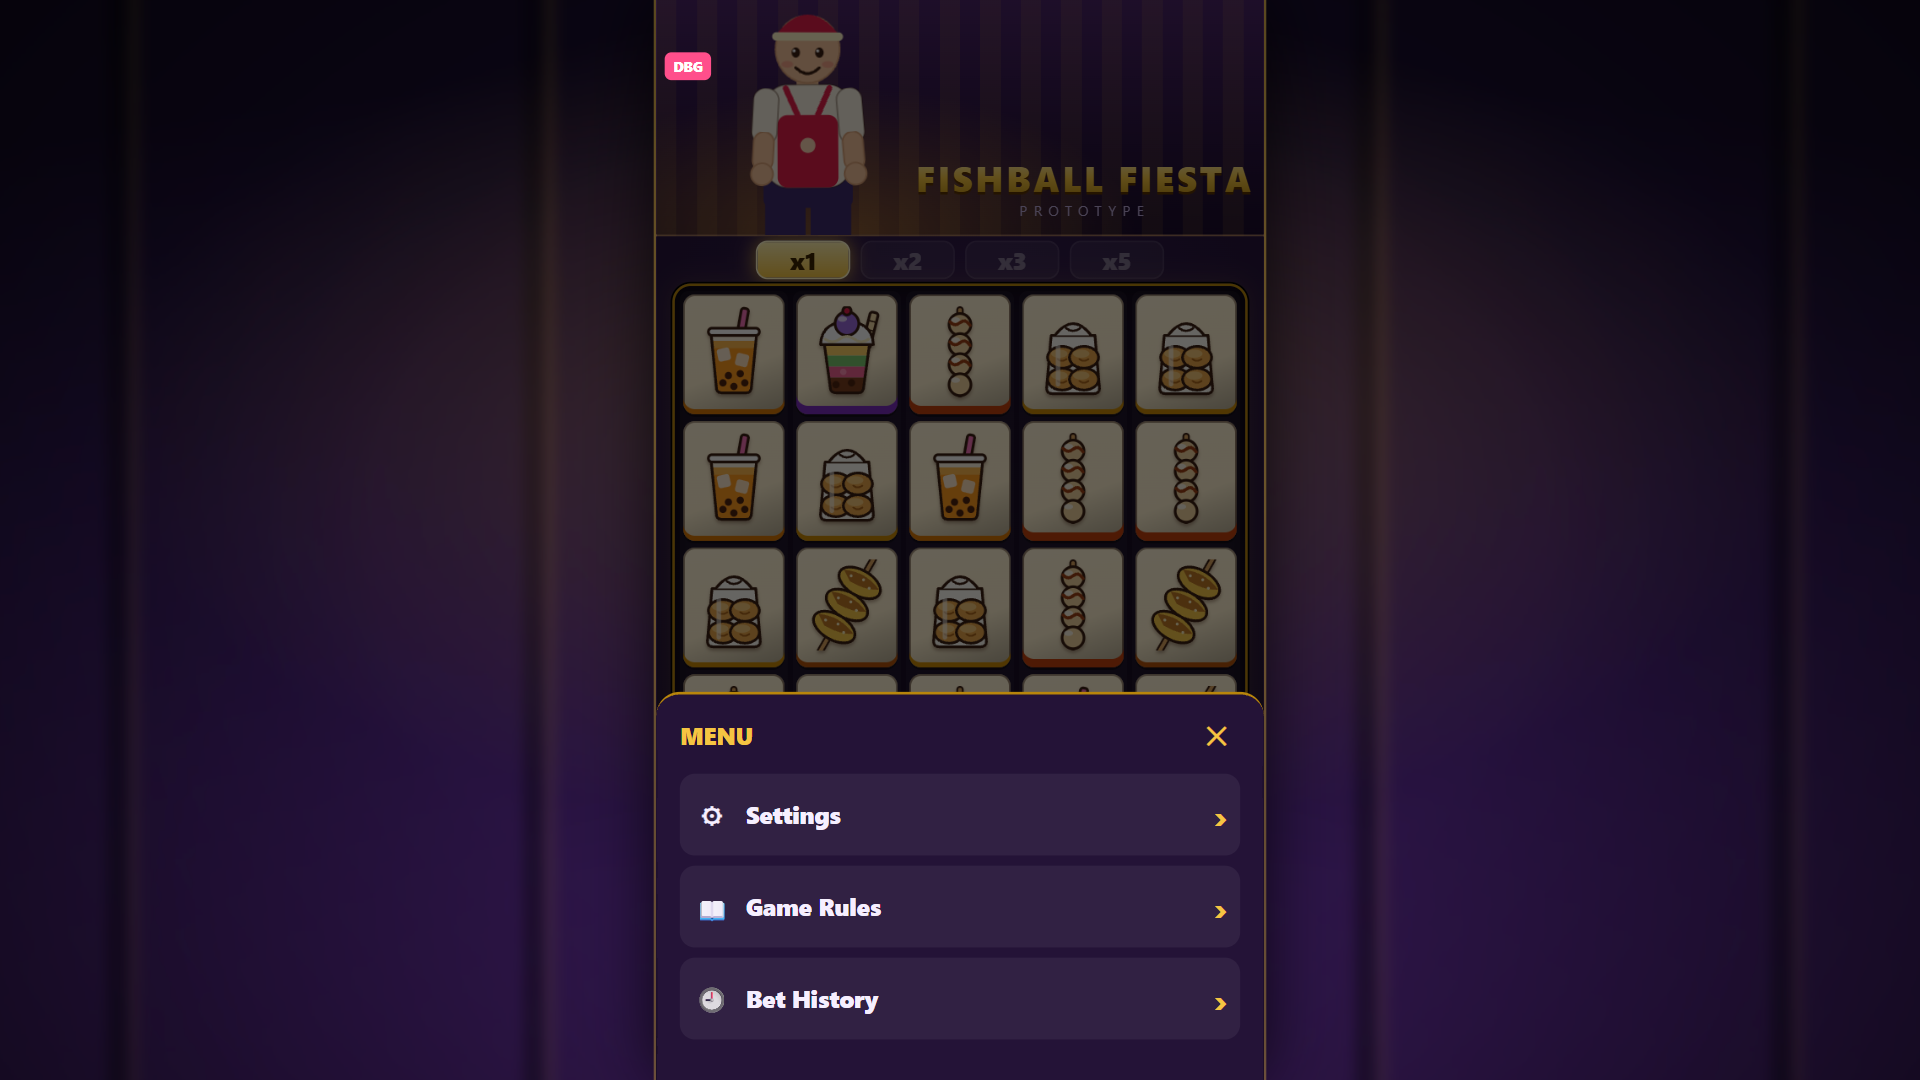 DBG
FISHBALL FIESTA
PROTOTYPE
x1 x2 x3 x5
MENU
Settings
Game Rules
Bet History